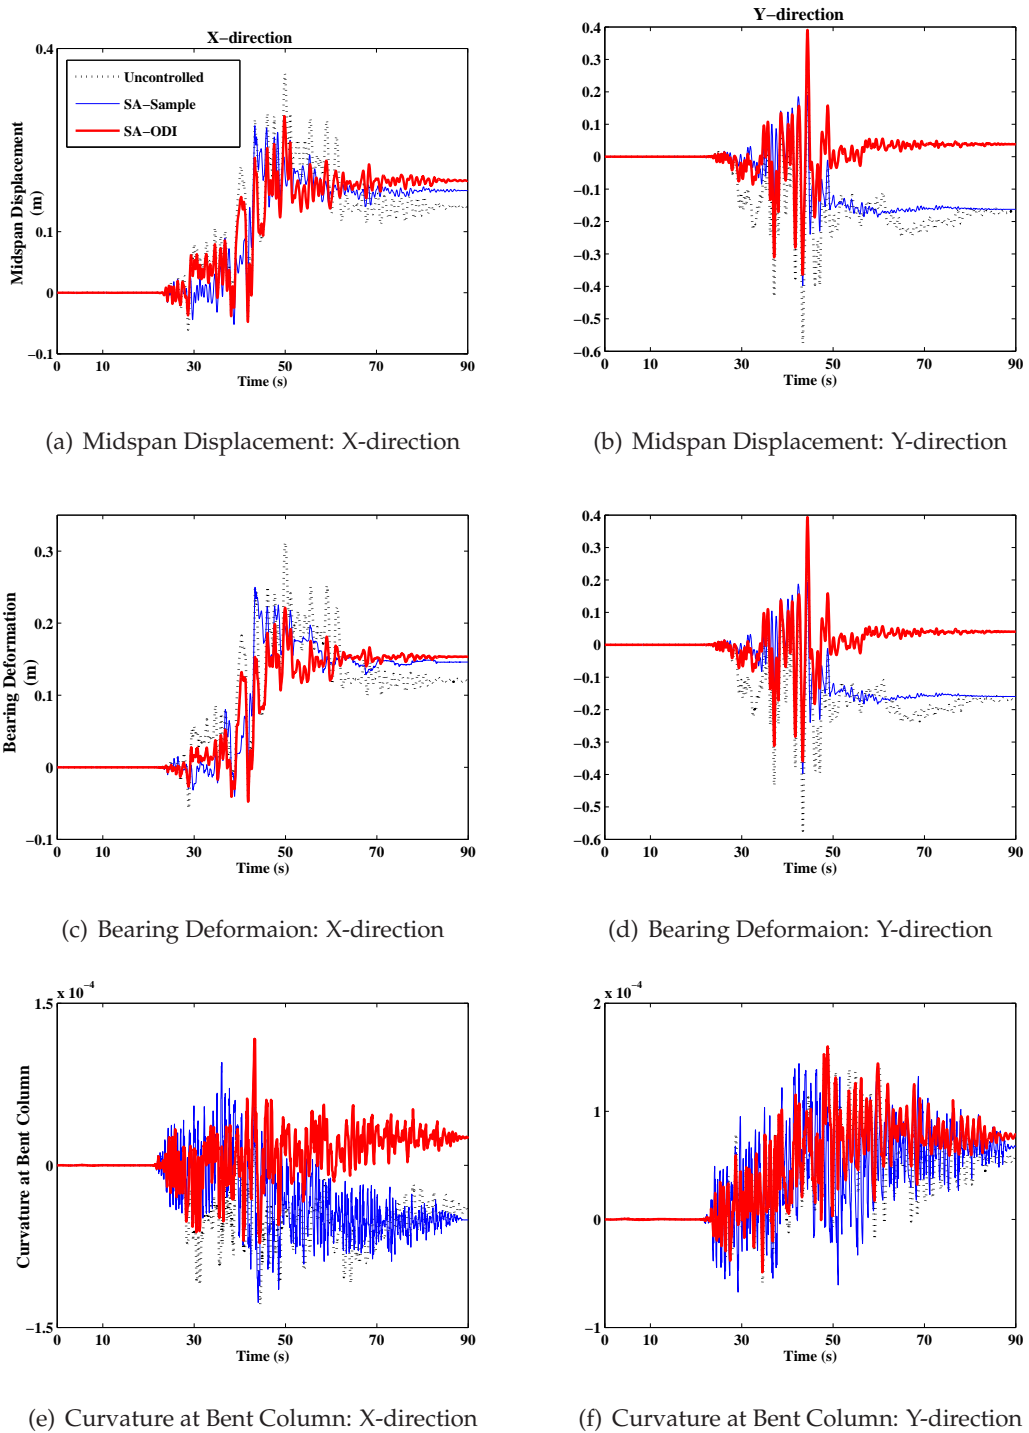 X-direction
0.4
0.1
0
-0.1
0 10 30 50 70 90
Time (s)
Midspan Displacement
(m)
Uncontrolled
SA-Sample
SA-ODI
(a) Midspan Displacement: X-direction
Y-direction
0.4
0.3
0.2
0.1
0
-0.1
-0.2
-0.3
-0.4
-0.5
-0.6
0 10 30 50 70 90
Time (s)
(b) Midspan Displacement: Y-direction
0.3
0.2
0.1
0
-0.1
0 10 30 50 70 90
Time (s)
Bearing Deformation
(m)
(c) Bearing Deformaion: X-direction
0.4
0.3
0.2
0.1
0
-0.1
-0.2
-0.3
-0.4
-0.5
-0.6
0 10 30 50 70 90
Time (s)
(d) Bearing Deformaion: Y-direction
x 10⁻⁴
1.5
0
-1.5
0 10 30 50 70 90
Time (s)
Curvature at Bent Column
(e) Curvature at Bent Column: X-direction
x 10⁻⁴
2
1
0
-1
0 10 30 50 70 90
Time (s)
(f) Curvature at Bent Column: Y-direction